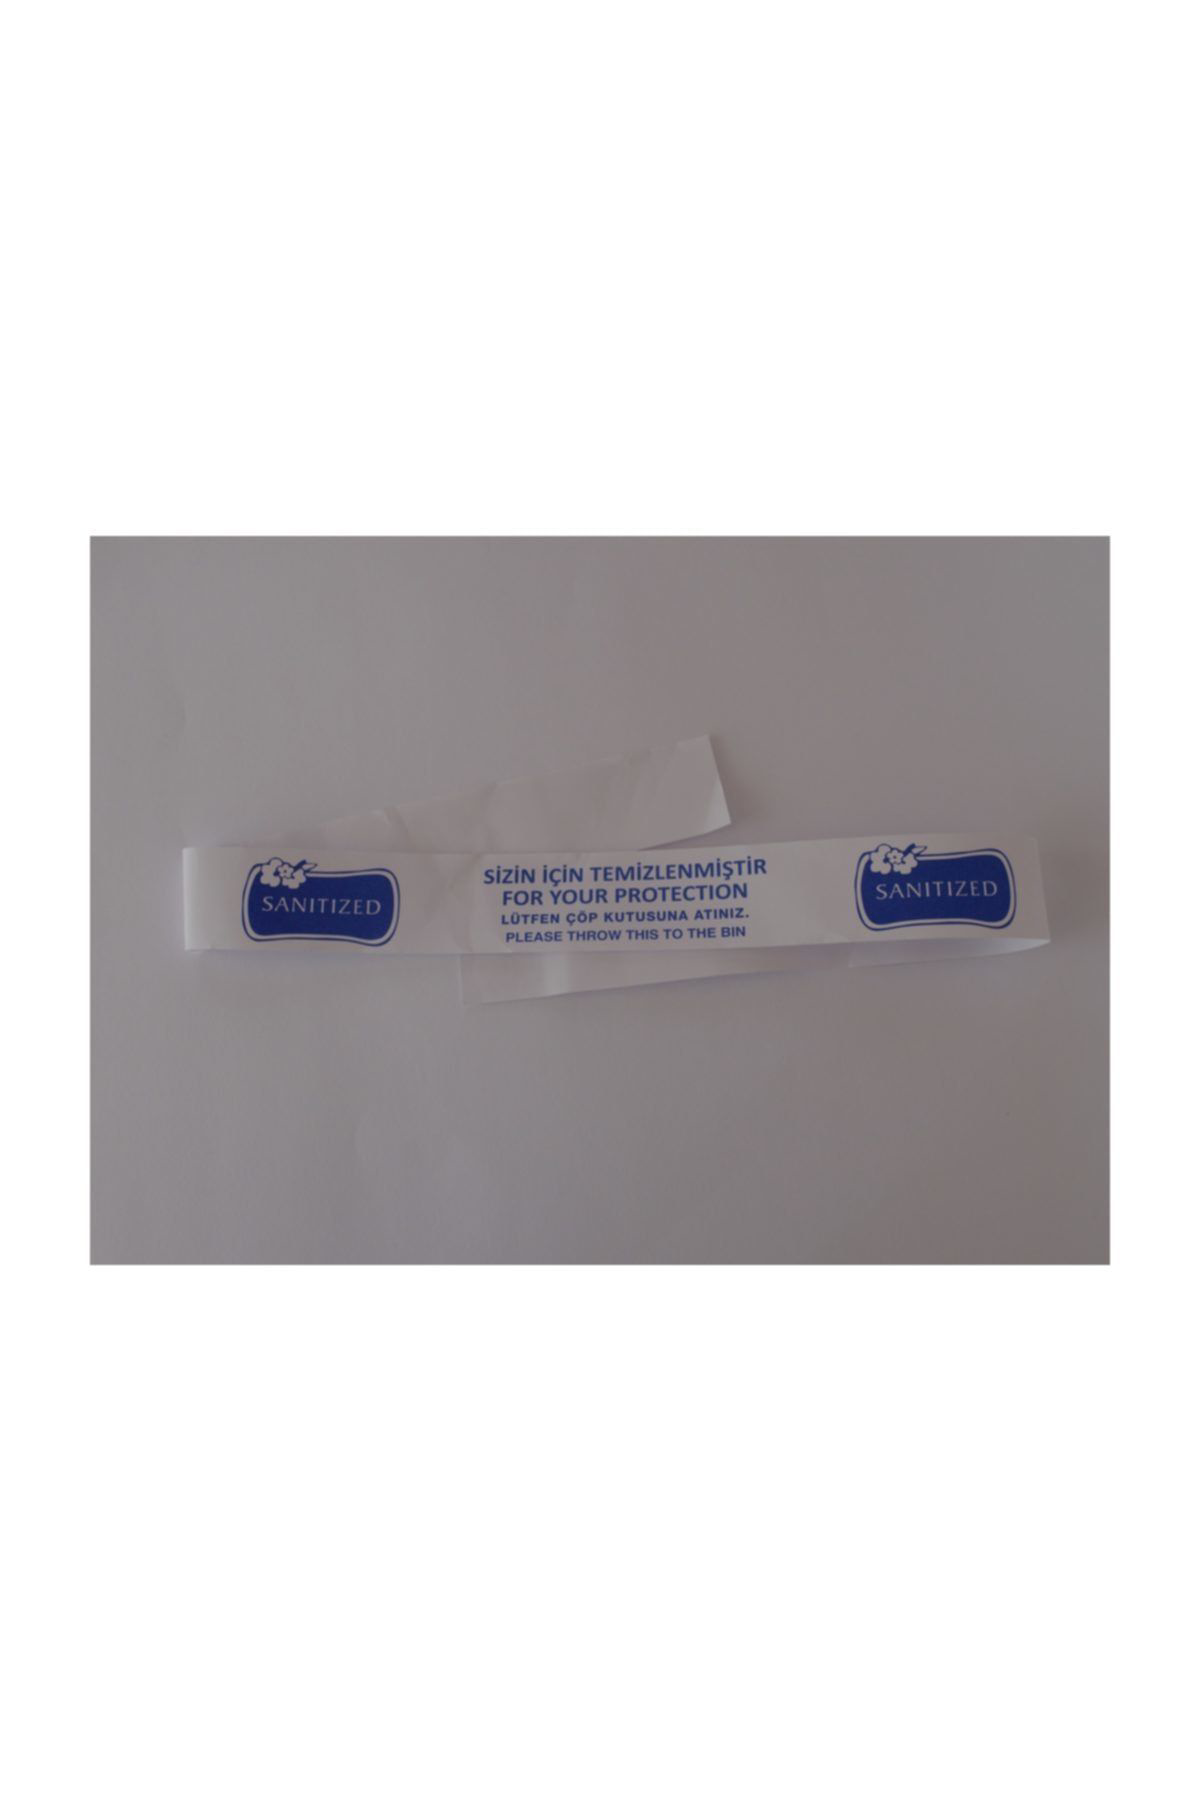 SANITIZED
SİZİN İÇİN TEMİZLENMİŞTİR
FOR YOUR PROTECTION
LÜTFEN ÇÖP KUTUSUNA ATINIZ.
PLEASE THROW THIS TO THE BIN
SANITIZED